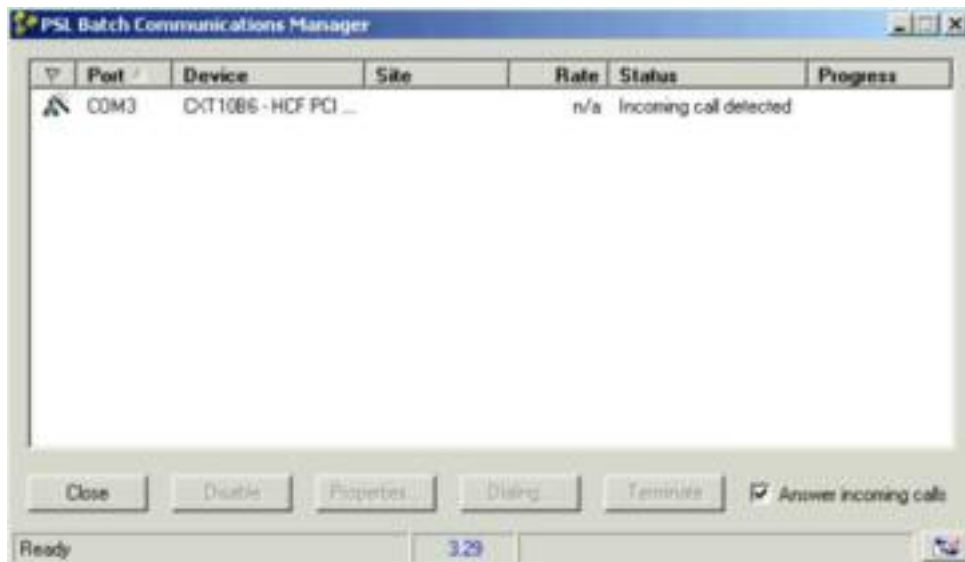 PSL Batch Communications Manager
Port Device Site Rate Status Progress
COM3 CXT1086 - HCF PCI ... n/a Incoming call detected
Close Disable Properties... Dialing... Terminate Answer incoming calls
Ready 3.29